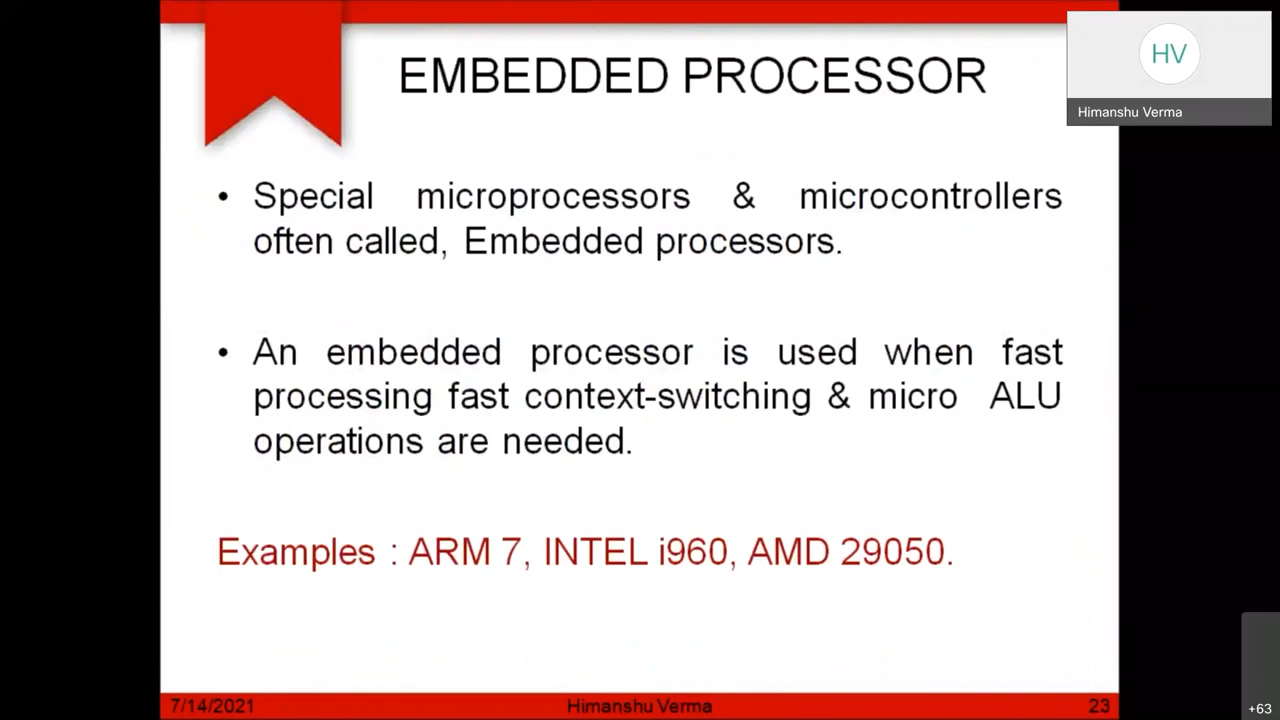 EMBEDDED PROCESSOR
HV
Himanshu Verma
• Special microprocessors & microcontrollers
often called, Embedded processors.
• An embedded processor is used when fast
processing fast context-switching & micro ALU
operations are needed.
Examples : ARM 7, INTEL i960, AMD 29050.
7/14/2021 Himanshu Verma 23
+63